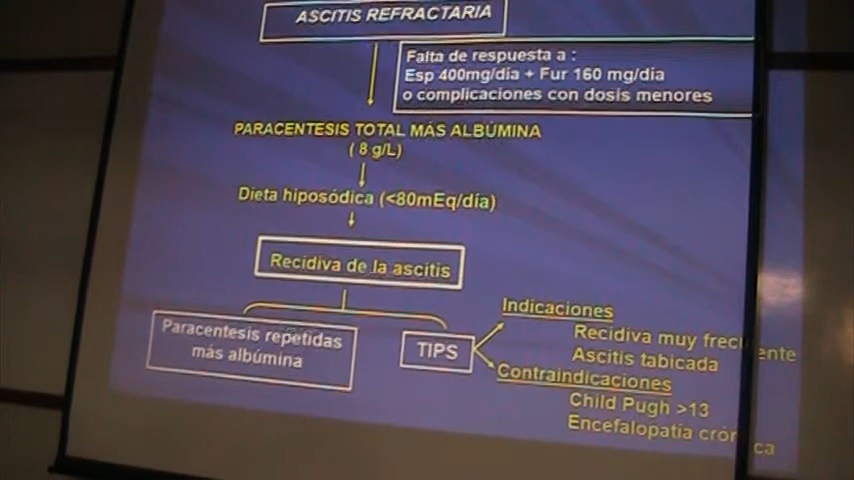 ASCITIS REFRACTARIA
Falta de respuesta a :
Esp 400mg/día + Fur 160 mg/día
o complicaciones con dosis menores
PARACENTESIS TOTAL MÁS ALBÚMINA
( 8 g/L)
Dieta hiposódica (<80mEq/día)
Recidiva de la ascitis
Paracentesis repetidas
más albúmina
TIPS
Indicaciones
Recidiva muy frecuente
Ascitis tabicada
Contraindicaciones
Child Pugh >13
Encefalopatía crónica